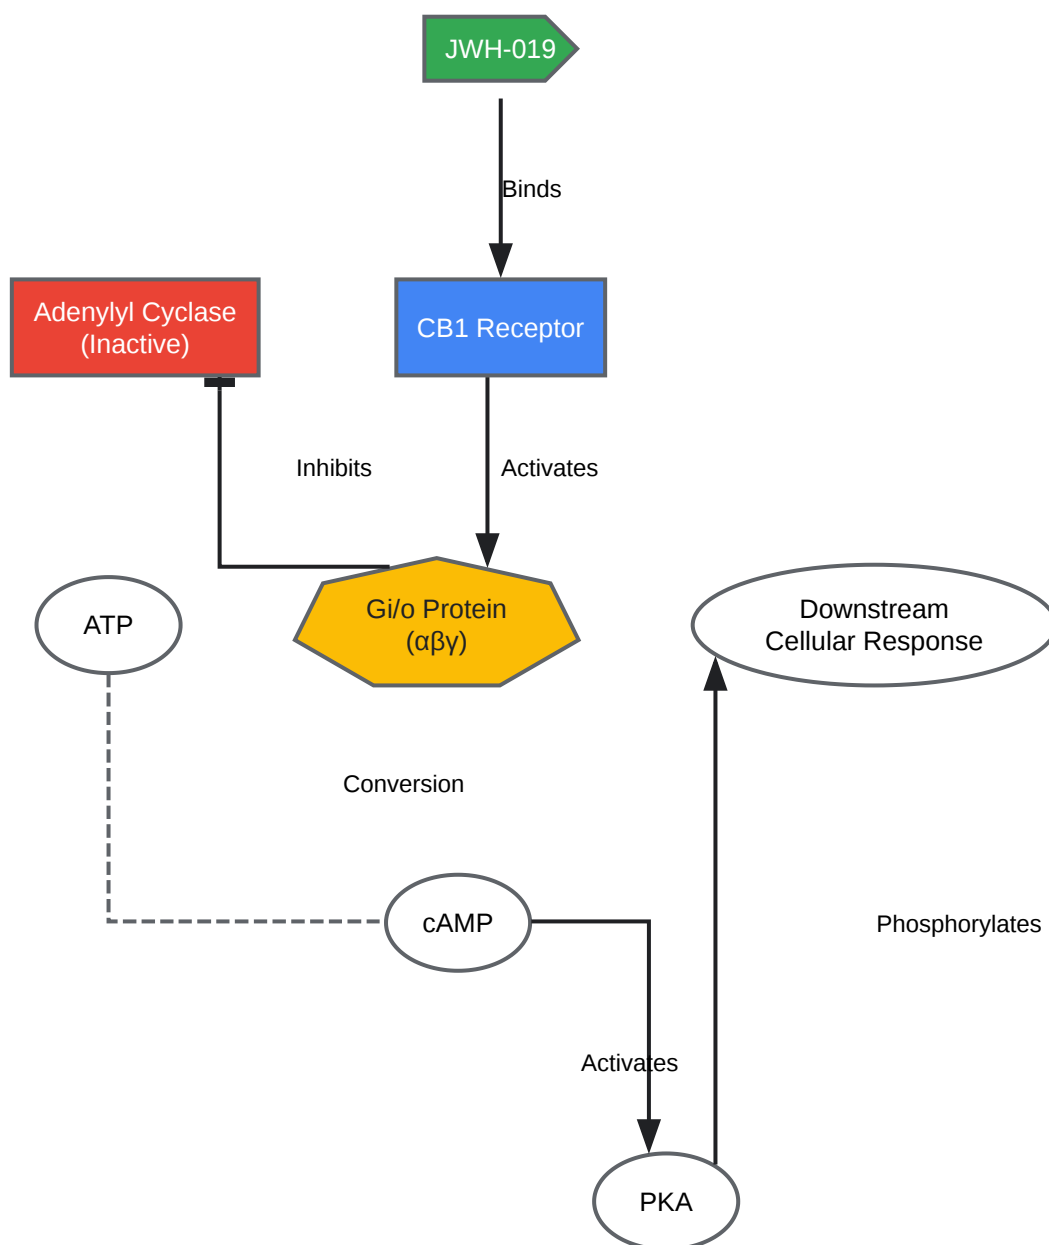 JWH-019
Binds
Adenylyl Cyclase
(Inactive)
CB1 Receptor
Inhibits
Activates
ATP
Gi/o Protein
(αβγ)
Downstream
Cellular Response
Conversion
cAMP
Phosphorylates
Activates
PKA